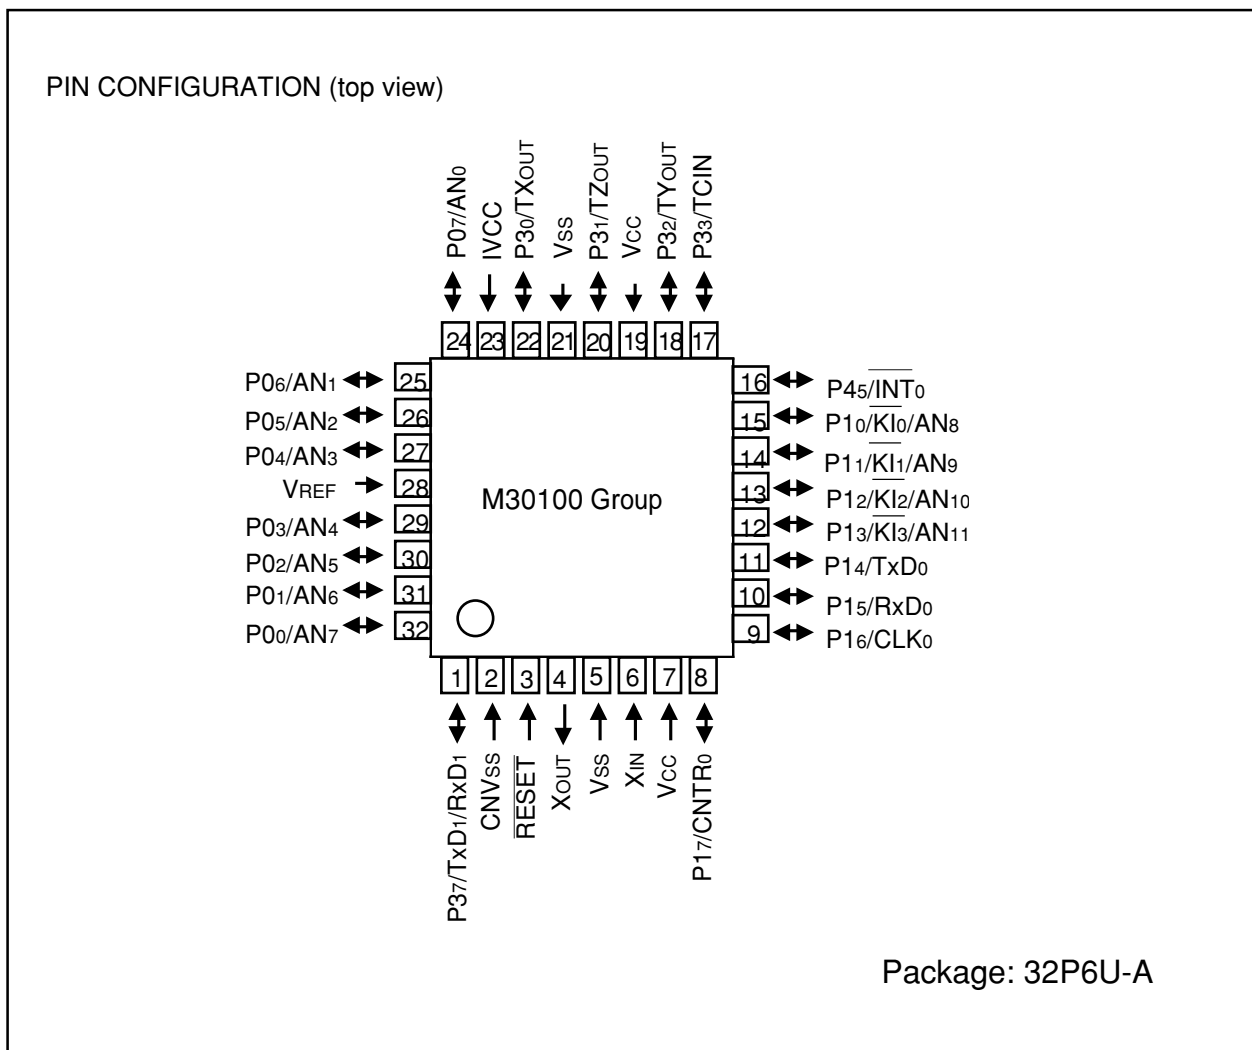 PIN CONFIGURATION (top view)
P07/AN0
IVCC
P30/TXOUT
VSS
P31/TZOUT
VCC
P32/TYOUT
P33/TCIN
24 23 22 21 20 19 18 17
P06/AN1 25
P05/AN2 26
P04/AN3 27
VREF 28
P03/AN4 29
P02/AN5 30
P01/AN6 31
P00/AN7 32
M30100 Group
16 P45/INT0
15 P10/KI0/AN8
14 P11/KI1/AN9
13 P12/KI2/AN10
12 P13/KI3/AN11
11 P14/TxD0
10 P15/RxD0
9 P16/CLK0
1 2 3 4 5 6 7 8
P37/TxD1/RxD1
CNVSS
RESET
XOUT
VSS
XIN
VCC
P17/CNTR0
Package: 32P6U-A